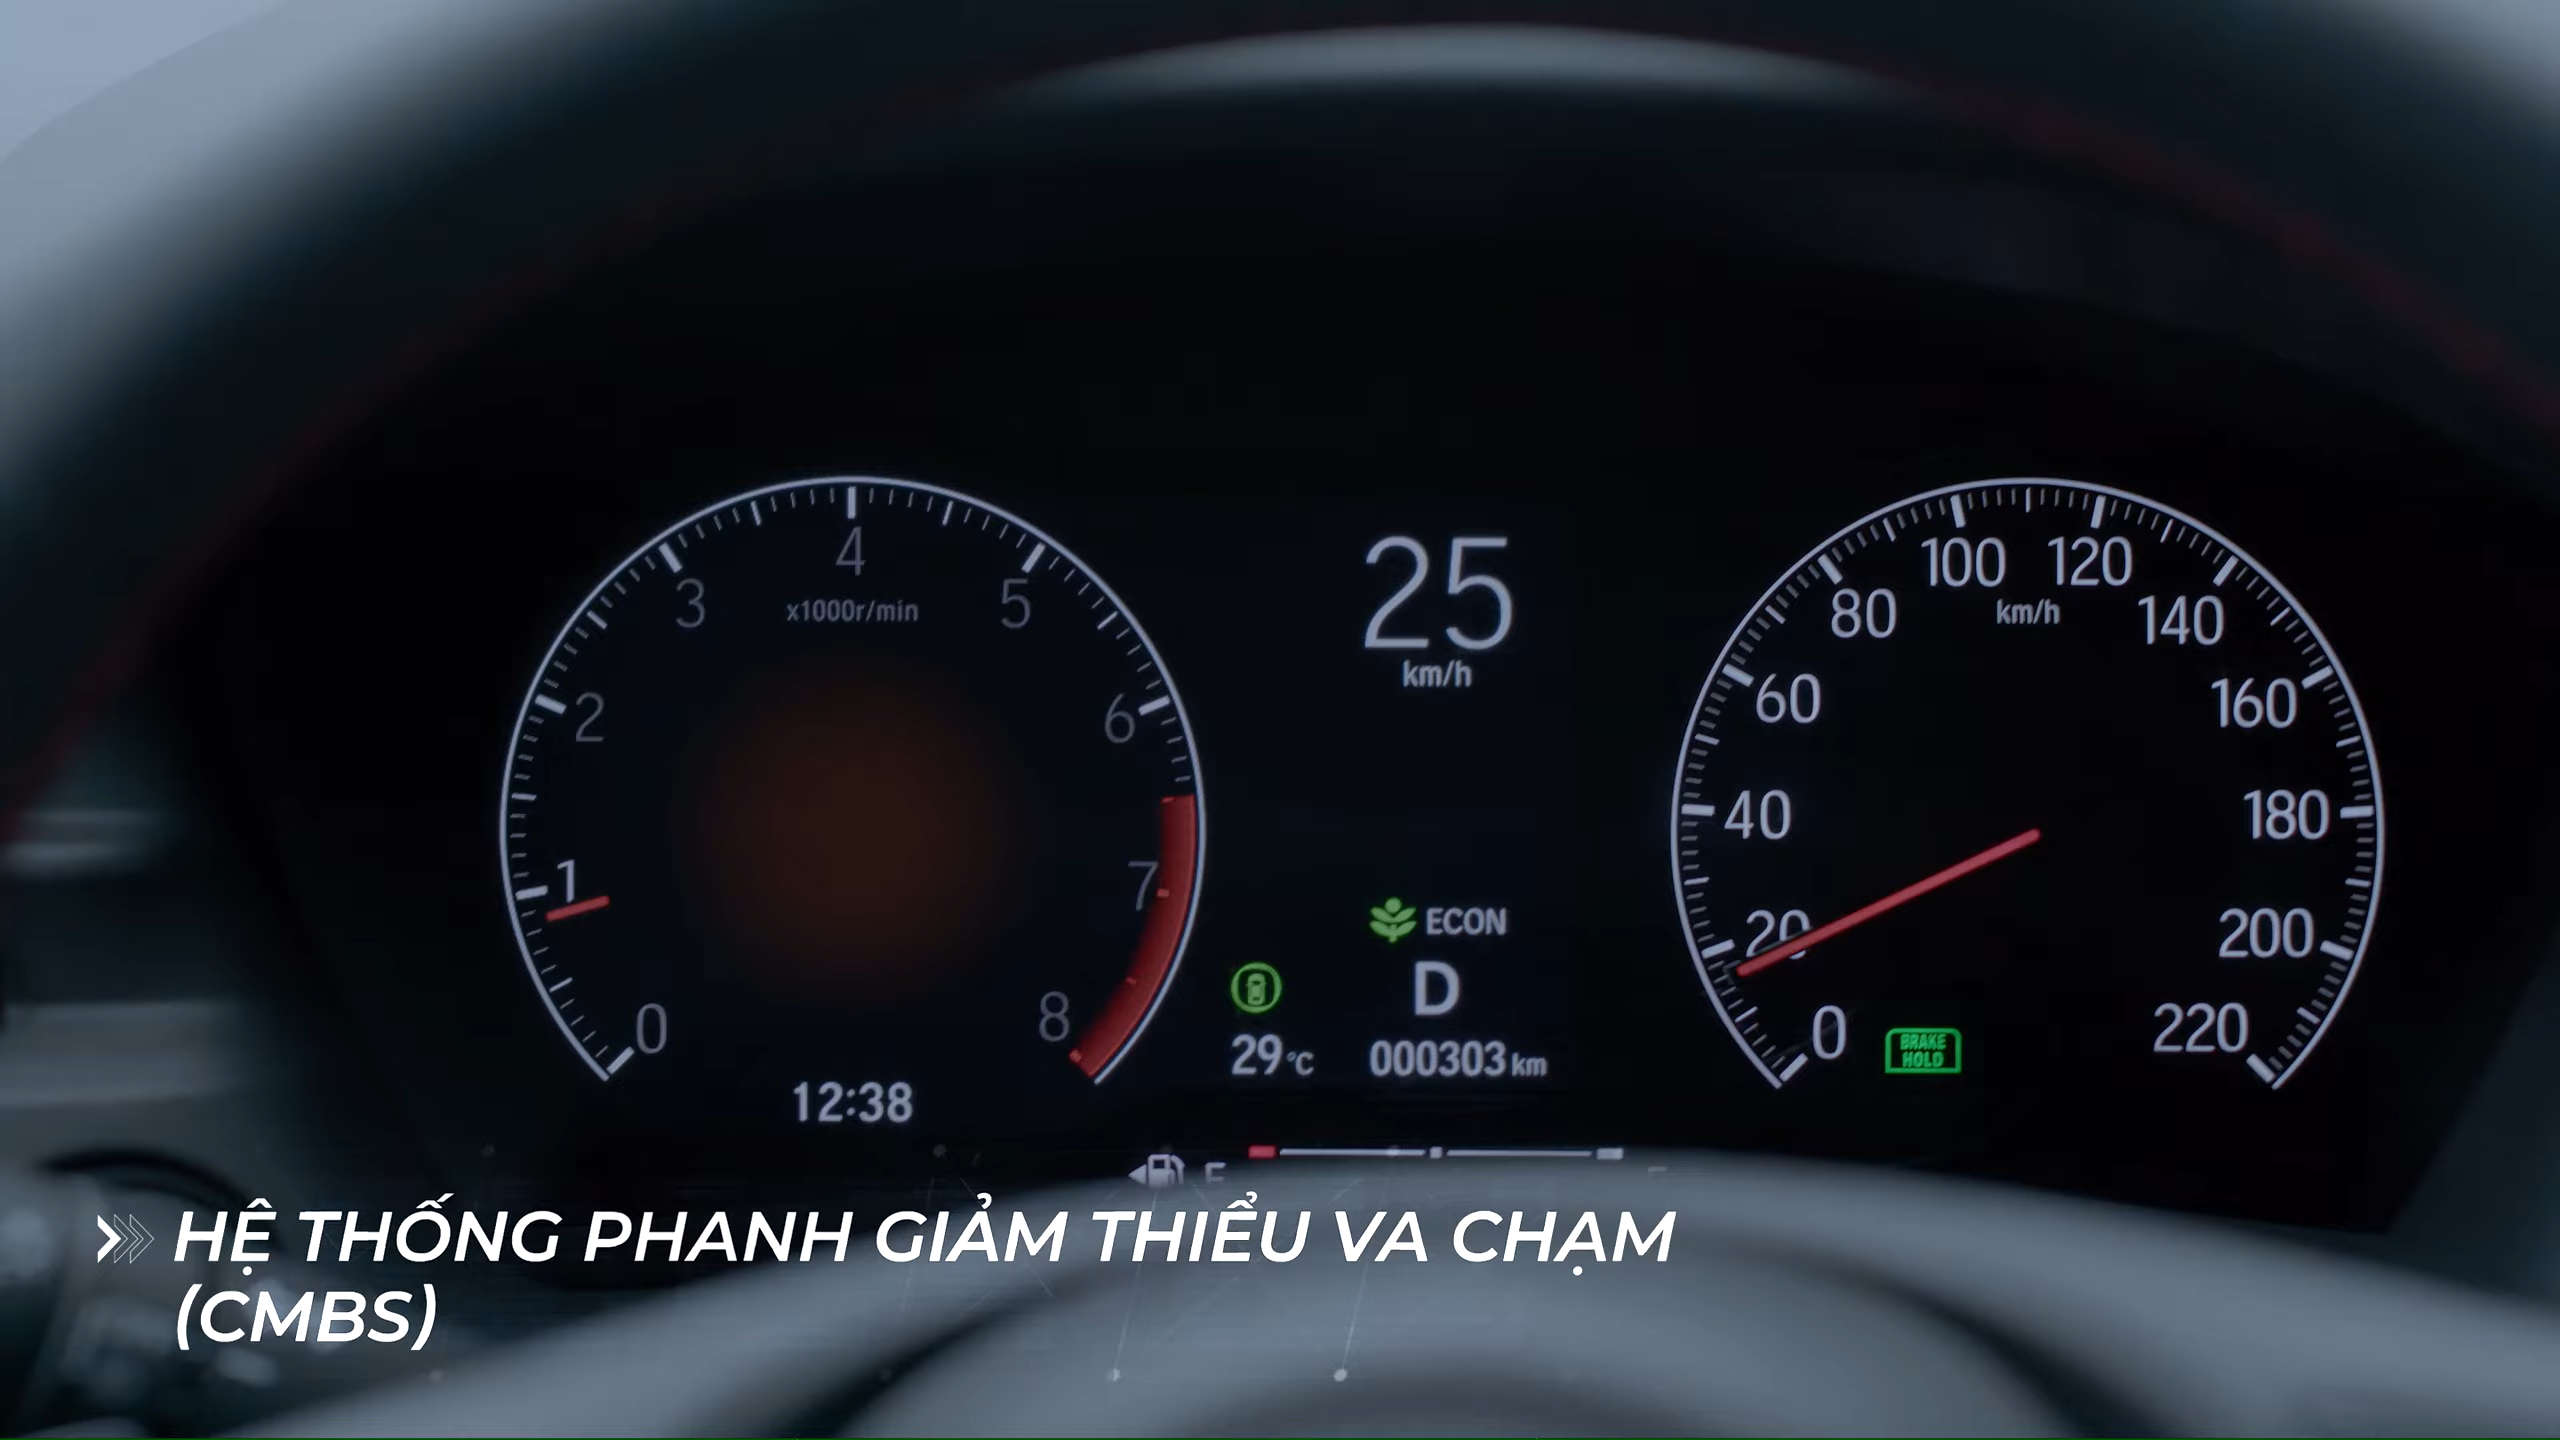 4
3
5
x1000r/min
2
6
1
7
0
8
12:38
25
km/h
ECON
D
29°C
000303 km
100
120
80
km/h
140
60
160
40
180
20
200
0
220
BRAKE
HOLD
HỆ THỐNG PHANH GIẢM THIỂU VA CHẠM
(CMBS)